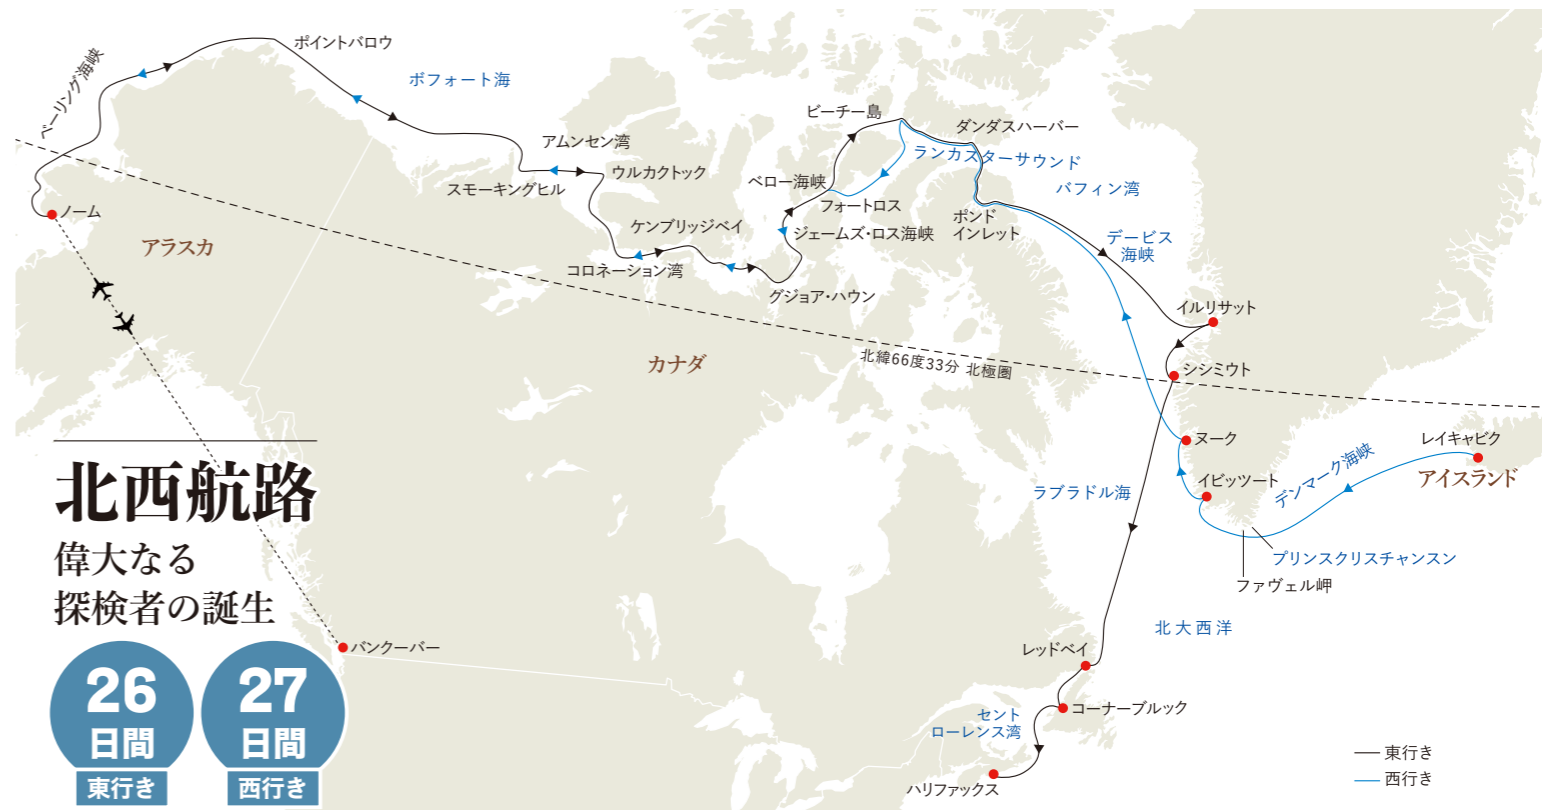 ベーリング海峡
ポイントバロウ
ボフォート海
アムンセン湾
スモーキングヒル
ウルカクトック
ケンブリッジベイ
コロネーション湾
グジョア・ハウン
ジェームズ・ロス海峡
フォートロス
ベロー海峡
ビーチー島
ダンダスハーバー
ランカスターサウンド
バフィン湾
ポンド
インレット
デービス
海峡
イルリサット
シシミウト
北緯66度33分 北極圏
ノーム
アラスカ
カナダ
ヌーク
イビッツート
レイキャビク
アイスランド
デンマーク海峡
プリンスクリスチャンスン
ファヴェル岬
ラブラドル海
北大西洋
レッドベイ
コーナーブルック
セント
ローレンス湾
ハリファックス
バンクーバー
北西航路
偉大なる
探検者の誕生
26
日間
東行き
27
日間
西行き
東行き
西行き